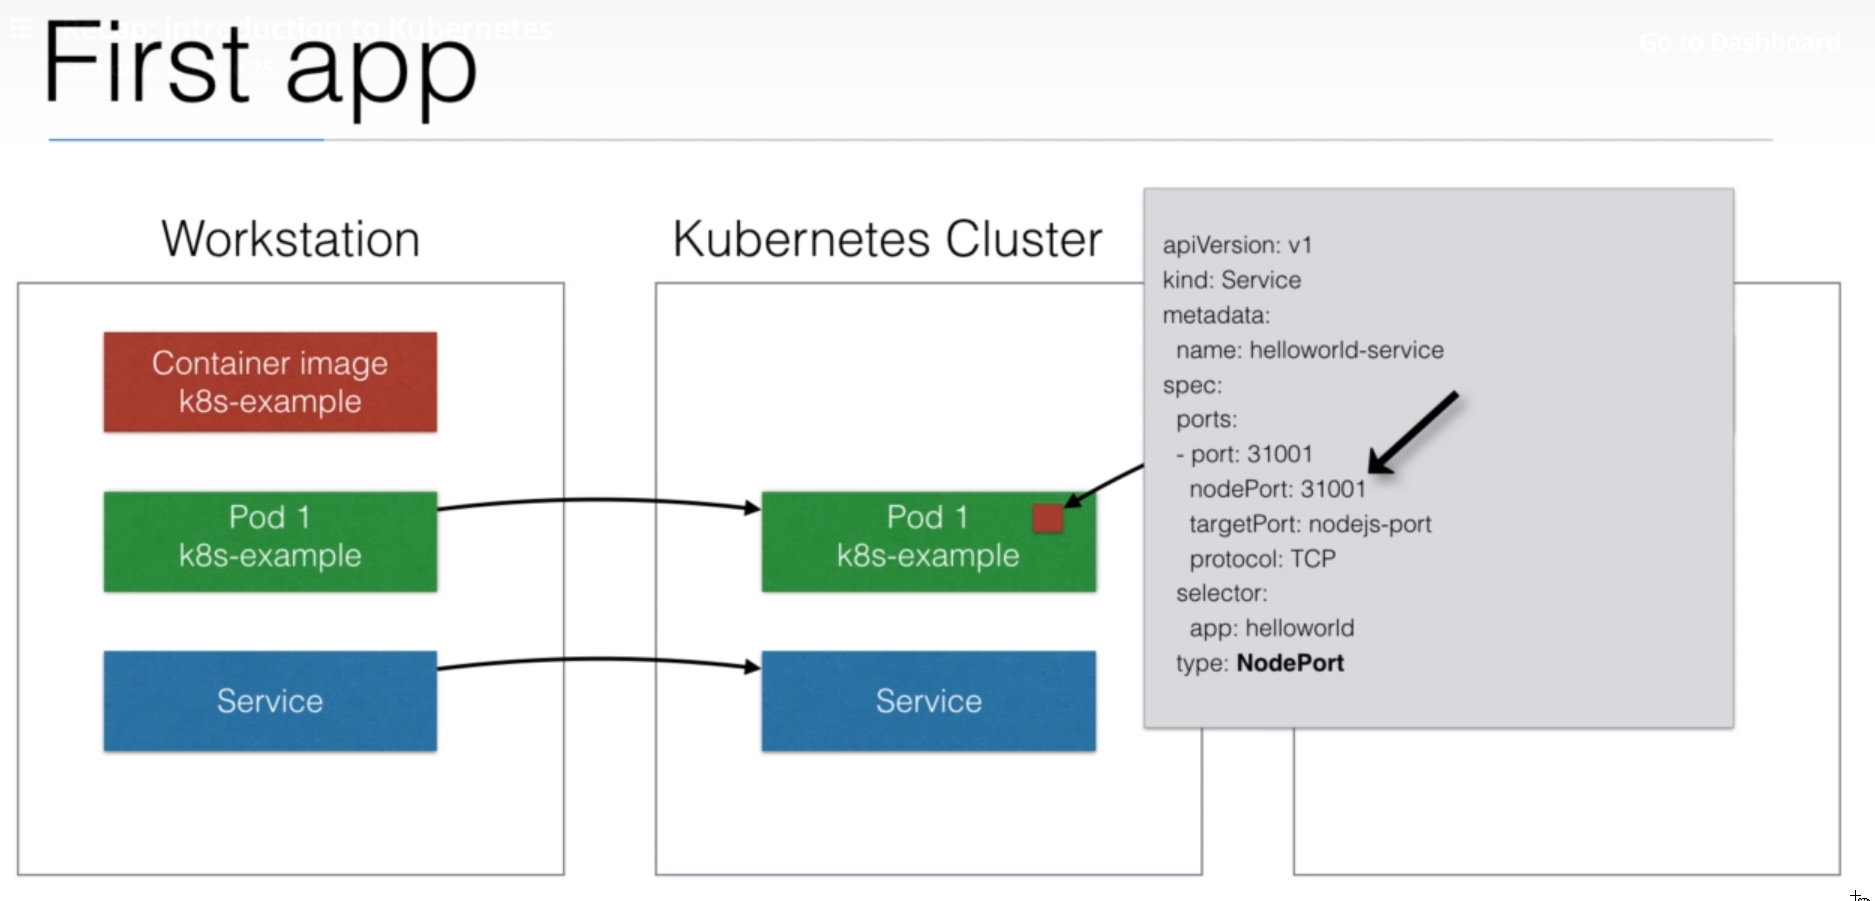 Recap: introduction to Kubernetes
Go to Dashboard
First app
Workstation
Container image
k8s-example
Pod 1
k8s-example
Service
Kubernetes Cluster
Pod 1
k8s-example
Service
apiVersion: v1
kind: Service
metadata:
name: helloworld-service
spec:
ports:
- port: 31001
nodePort: 31001
targetPort: nodejs-port
protocol: TCP
selector:
app: helloworld
type: NodePort